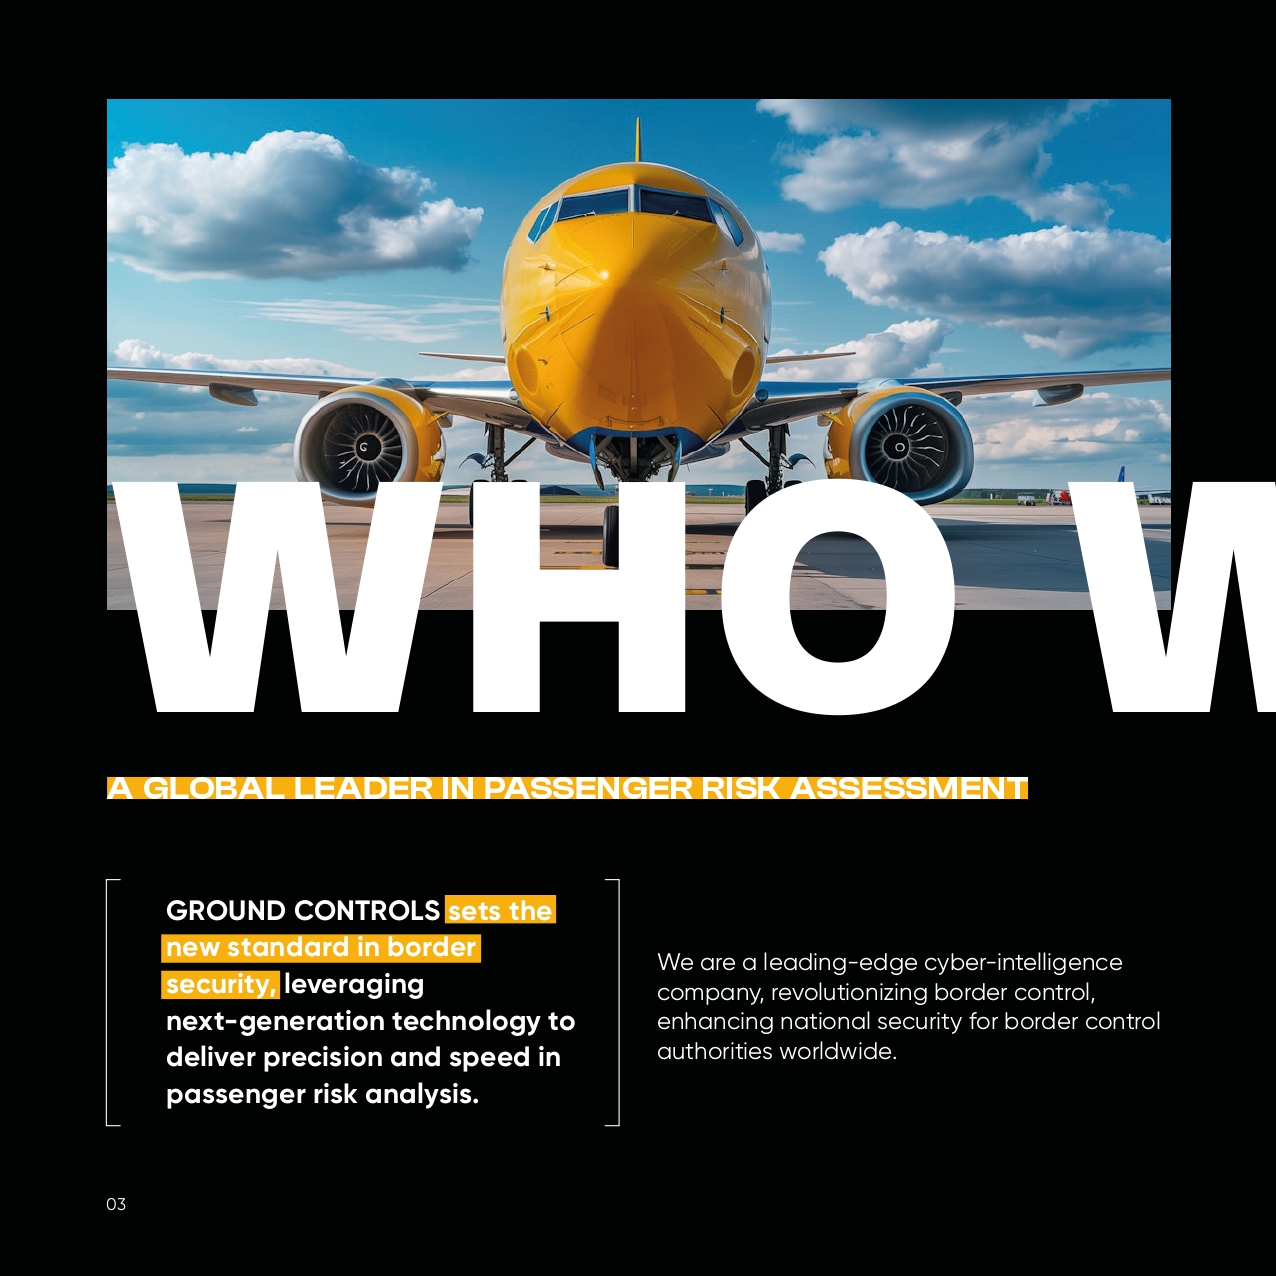 WHO W
A GLOBAL LEADER IN PASSENGER RISK ASSESSMENT
GROUND CONTROLS sets the
new standard in border
security, leveraging
next-generation technology to
deliver precision and speed in
passenger risk analysis.
We are a leading-edge cyber-intelligence
company, revolutionizing border control,
enhancing national security for border control
authorities worldwide.
03